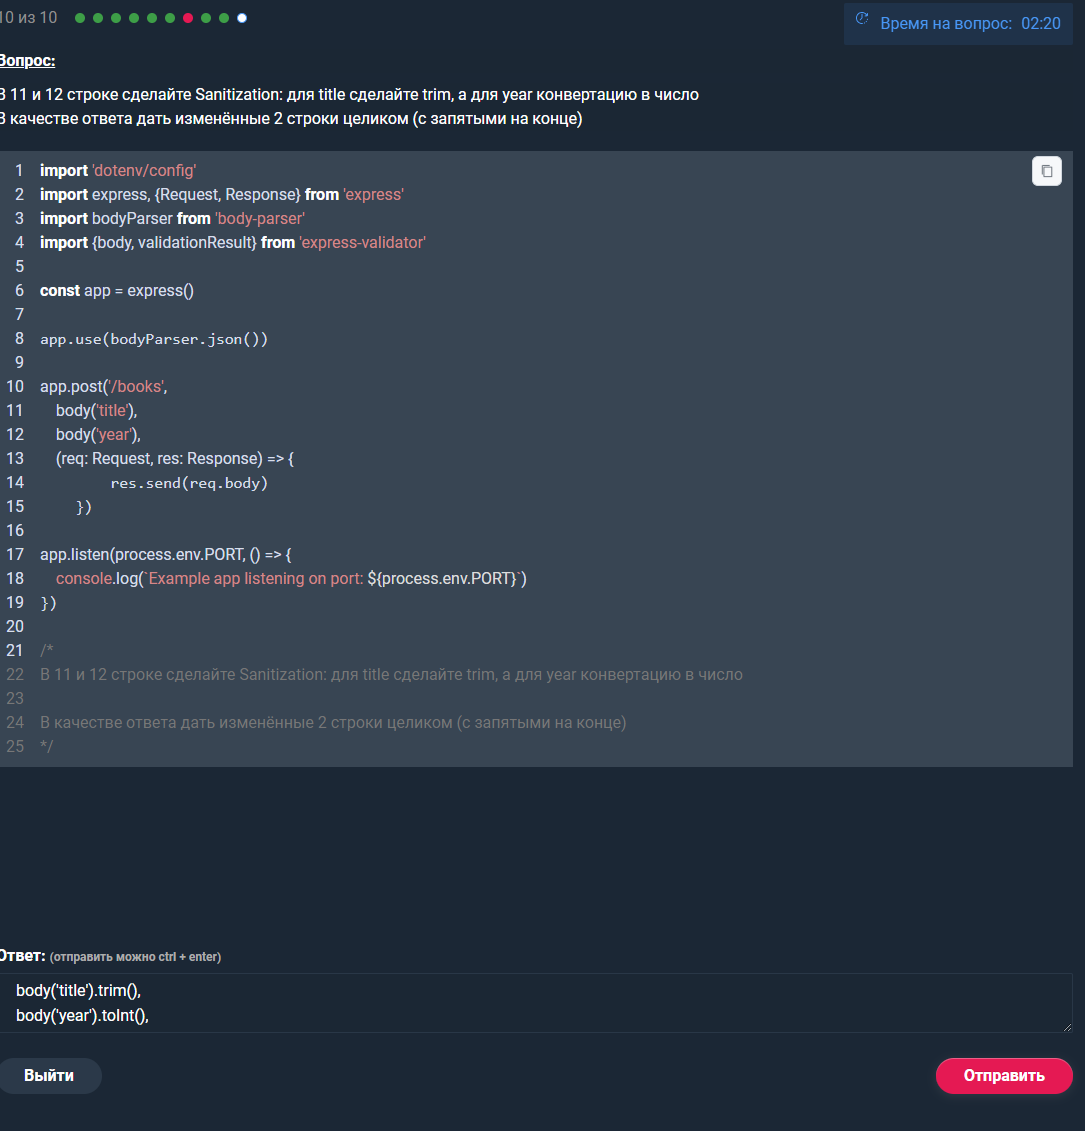 10 из 10
Время на вопрос: 02:20
Вопрос:
В 11 и 12 строке сделайте Sanitization: для title сделайте trim, а для year конвертацию в число
В качестве ответа дать изменённые 2 строки целиком (с запятыми на конце)
1 import 'dotenv/config'
2 import express, {Request, Response} from 'express'
3 import bodyParser from 'body-parser'
4 import {body, validationResult} from 'express-validator'
5
6 const app = express()
7
8 app.use(bodyParser.json())
9
10 app.post('/books',
11 body('title'),
12 body('year'),
13 (req: Request, res: Response) => {
14 res.send(req.body)
15 })
16
17 app.listen(process.env.PORT, () => {
18 console.log(`Example app listening on port: ${process.env.PORT}`)
19 })
20
21 /*
22 В 11 и 12 строке сделайте Sanitization: для title сделайте trim, а для year конвертацию в число
23
24 В качестве ответа дать изменённые 2 строки целиком (с запятыми на конце)
25 */
Ответ: (отправить можно ctrl + enter)
body('title').trim(),
body('year').toInt(),
Выйти
Отправить